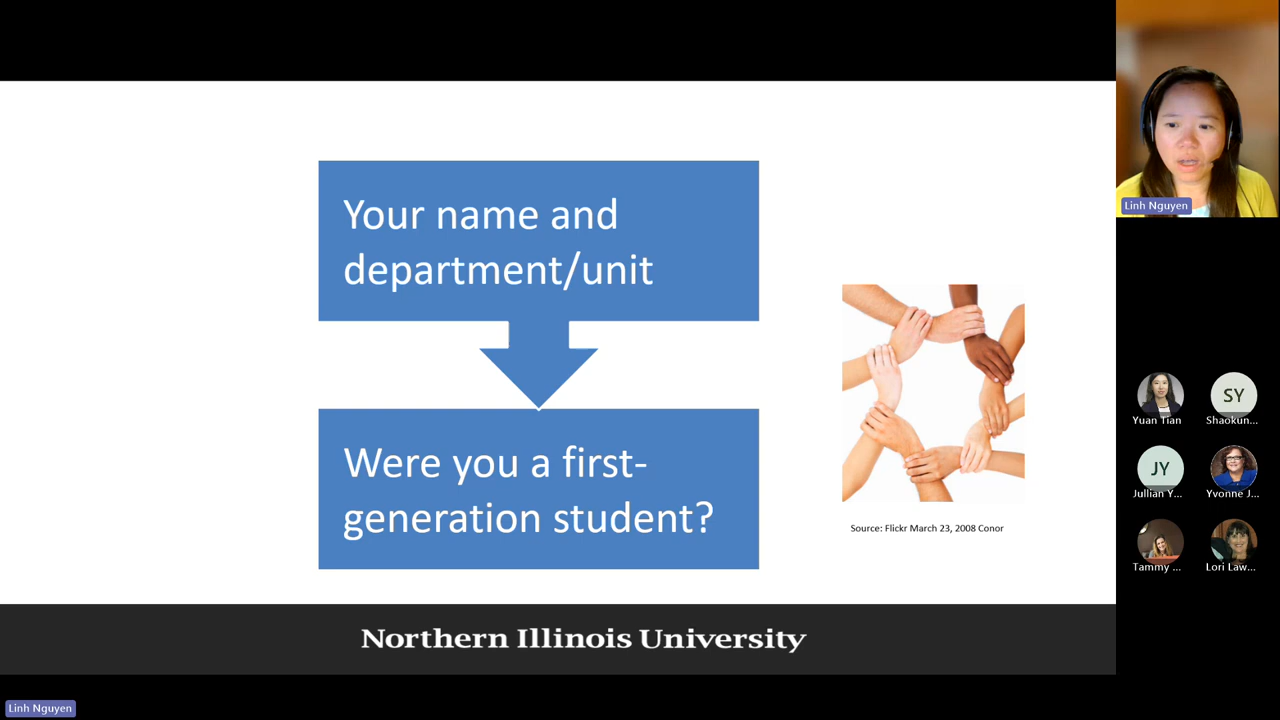 Your name and
department/unit
Were you a first-
generation student?
Source: Flickr March 23, 2008 Conor
Northern Illinois University
Linh Nguyen
Yuan Tian
SY
Shaokun...
JY
Jullian Y...
Yvonne J...
Tammy ...
Lori Law...
Linh Nguyen